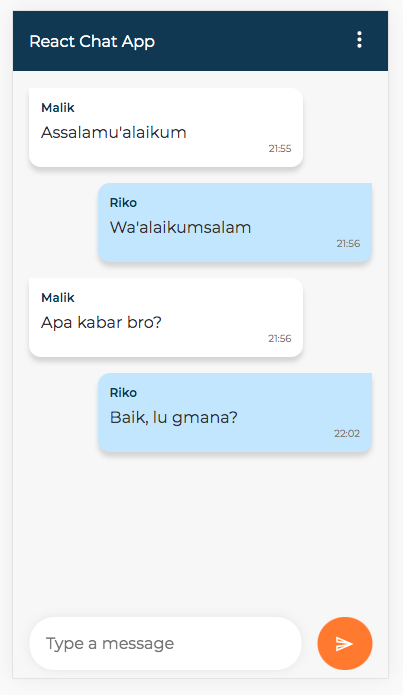 React Chat App
Malik
Assalamu'alaikum
21:55
Riko
Wa'alaikumsalam
21:56
Malik
Apa kabar bro?
21:56
Riko
Baik, lu gmana?
22:02
Type a message